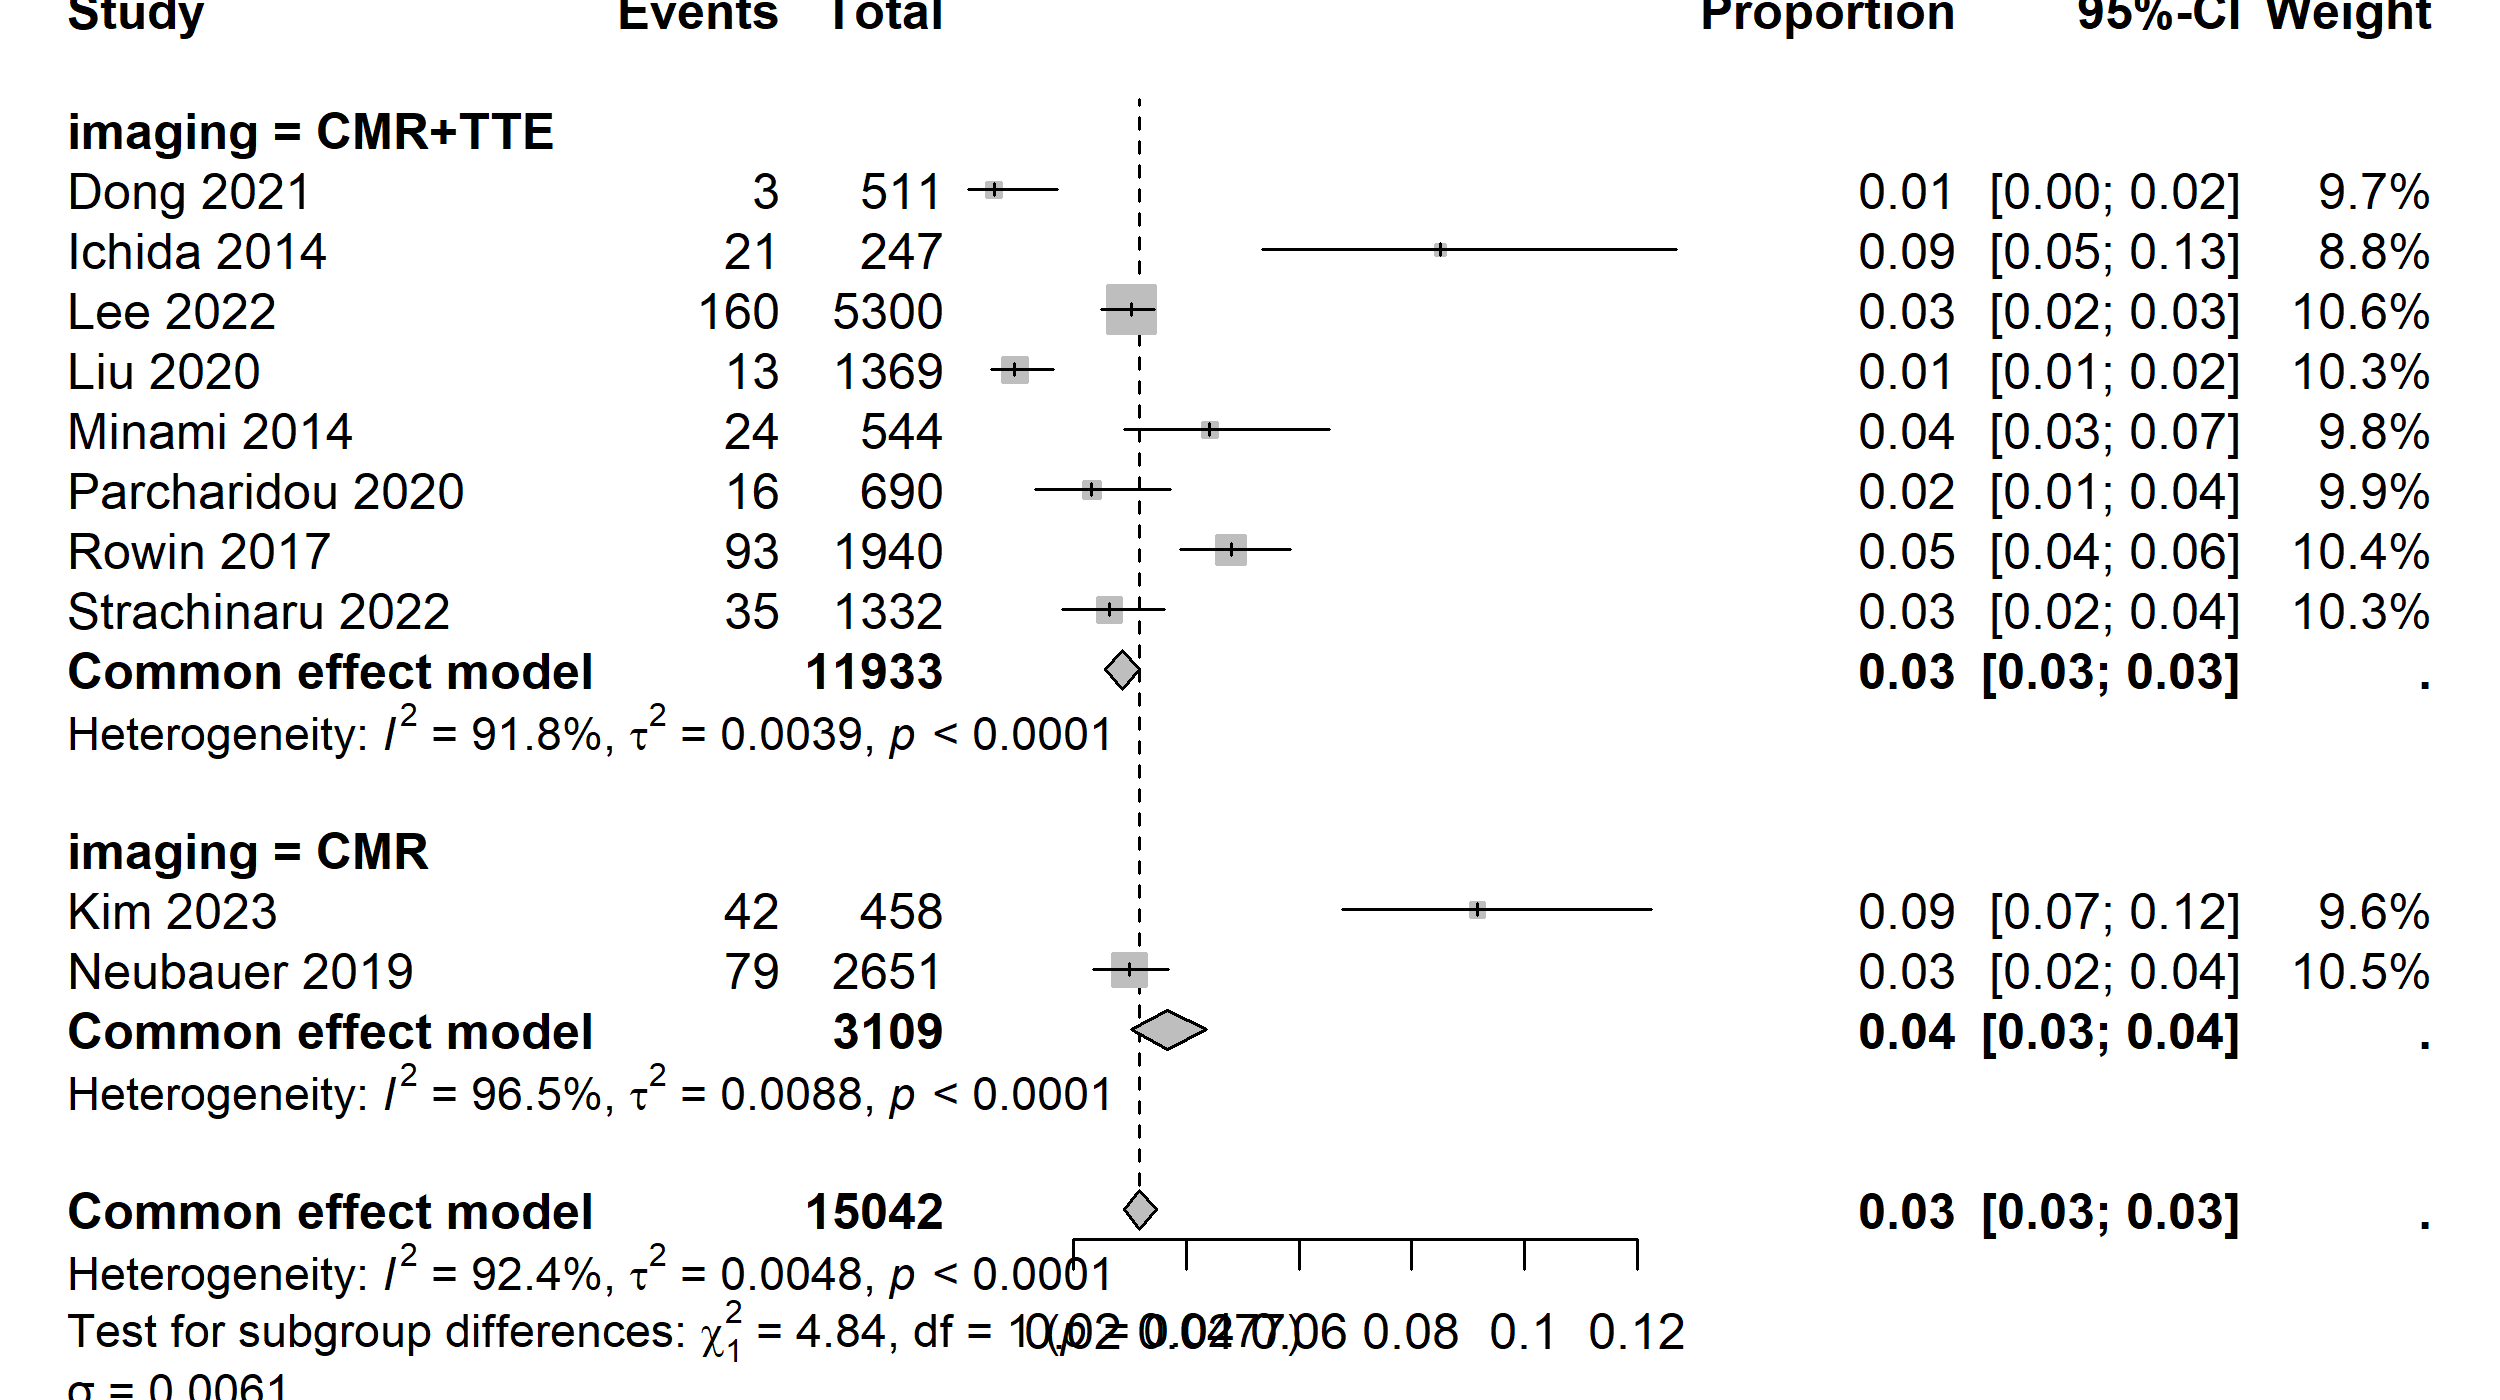 Study Events Total Proportion 95%-CI Weight
imaging = CMR+TTE
Dong 2021 3 511 0.01 [0.00; 0.02] 9.7%
Ichida 2014 21 247 0.09 [0.05; 0.13] 8.8%
Lee 2022 160 5300 0.03 [0.02; 0.03] 10.6%
Liu 2020 13 1369 0.01 [0.01; 0.02] 10.3%
Minami 2014 24 544 0.04 [0.03; 0.07] 9.8%
Parcharidou 2020 16 690 0.02 [0.01; 0.04] 9.9%
Rowin 2017 93 1940 0.05 [0.04; 0.06] 10.4%
Strachinaru 2022 35 1332 0.03 [0.02; 0.04] 10.3%
Common effect model 11933 0.03 [0.03; 0.03] .
Heterogeneity: I² = 91.8%, τ² = 0.0039, p < 0.0001
imaging = CMR
Kim 2023 42 458 0.09 [0.07; 0.12] 9.6%
Neubauer 2019 79 2651 0.03 [0.02; 0.04] 10.5%
Common effect model 3109 0.04 [0.03; 0.04] .
Heterogeneity: I² = 96.5%, τ² = 0.0088, p < 0.0001
Common effect model 15042 0.03 [0.03; 0.03] .
Heterogeneity: I² = 92.4%, τ² = 0.0048, p < 0.0001
Test for subgroup differences: χ²₁ = 4.84, df = 1 0.02 0.06 0.08 0.1 0.12
σ = 0.0061